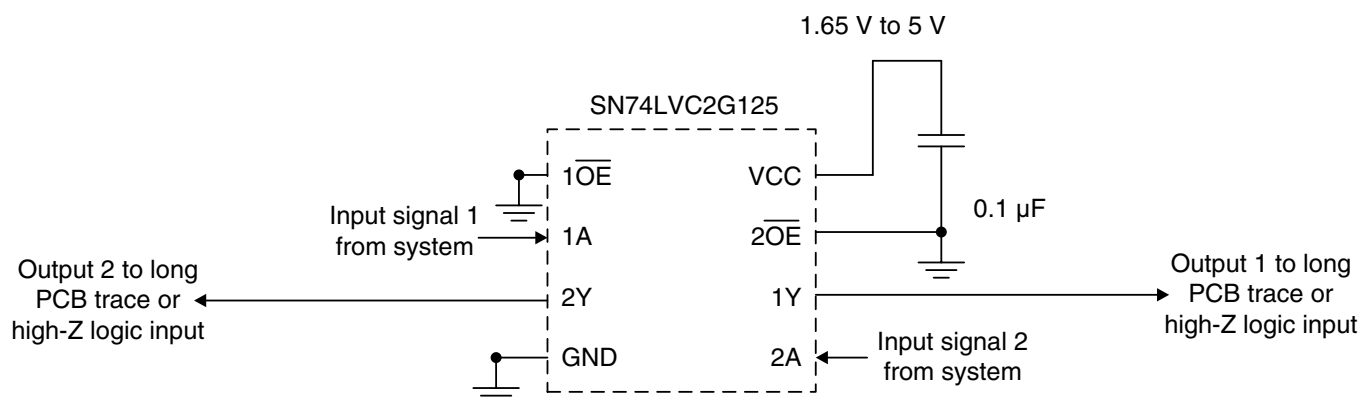 1.65 V to 5 V
SN74LVC2G125
1O̅E̅
VCC
Input signal 1
from system
0.1 µF
1A
2O̅E̅
Output 2 to long
PCB trace or
high-Z logic input
2Y
1Y
Output 1 to long
PCB trace or
high-Z logic input
GND
2A
Input signal 2
from system